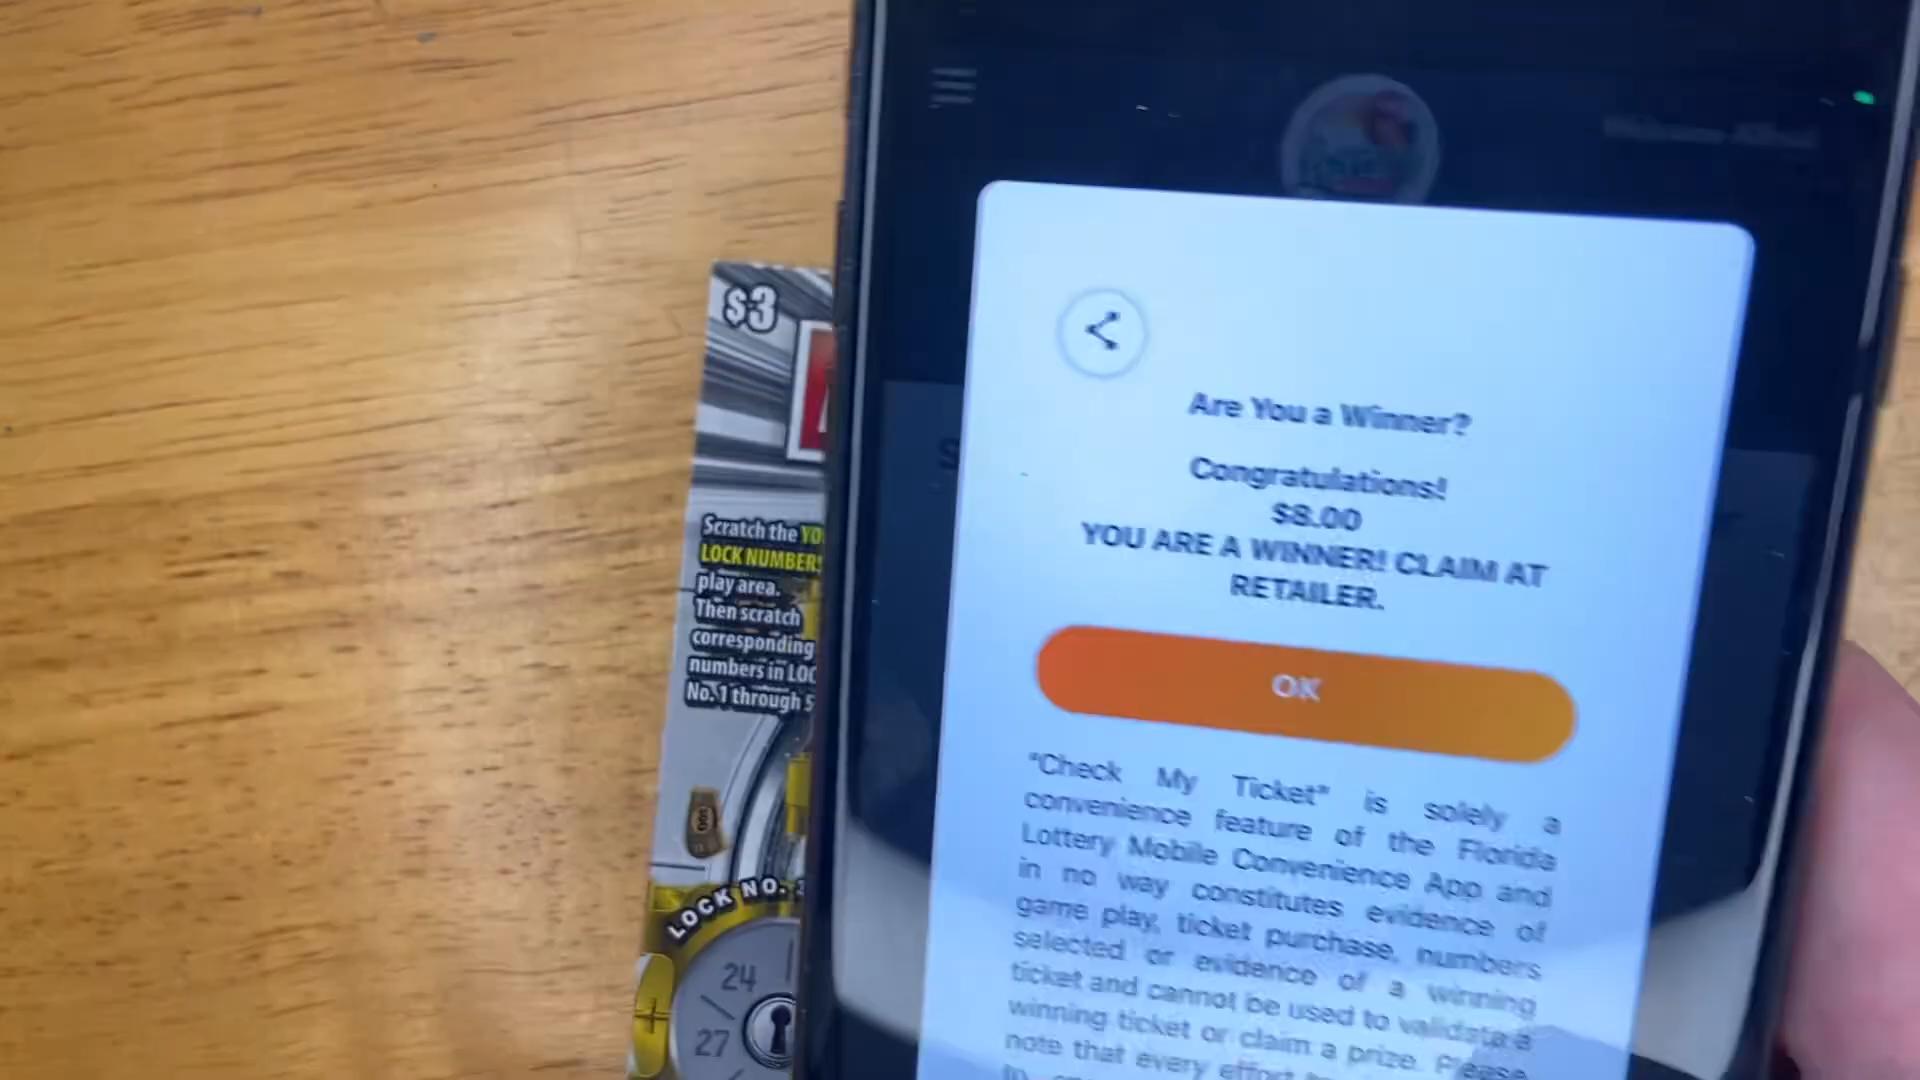 $3
Scratch the YO
LOCK NUMBERS
play area.
Then scratch
corresponding
numbers in LOC
No. 1 through 5
LOCK NO. 3
24
27
Are You a Winner?
Congratulations!
$8.00
YOU ARE A WINNER! CLAIM AT
RETAILER.
OK
"Check My Ticket" is solely a
convenience feature of the Florida
Lottery Mobile Convenience App and
in no way constitutes evidence of
game play, ticket purchase, numbers
selected or evidence of a winning
ticket and cannot be used to validate a
winning ticket or claim a prize. Please
note that every effort